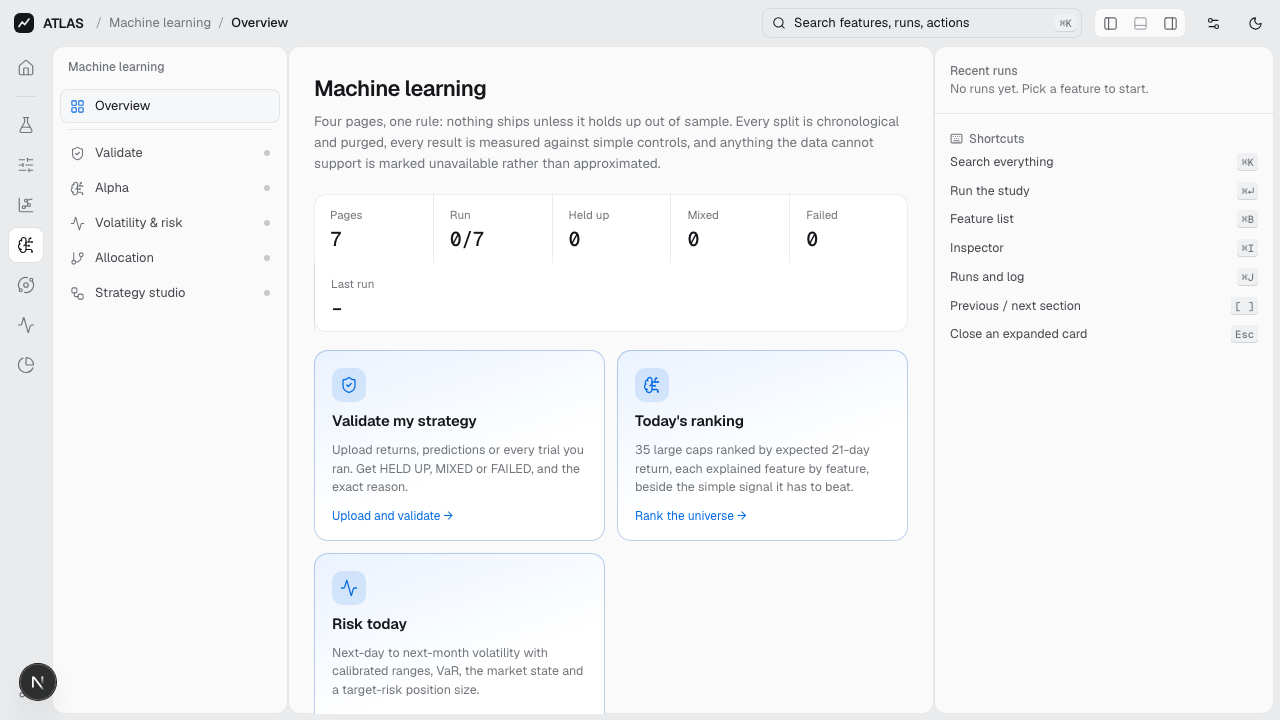 ATLAS / Machine learning / Overview
Search features, runs, actions ⌘K
Machine learning
Overview
Validate
Alpha
Volatility & risk
Allocation
Strategy studio
N
Machine learning
Four pages, one rule: nothing ships unless it holds up out of sample. Every split is chronological
and purged, every result is measured against simple controls, and anything the data cannot
support is marked unavailable rather than approximated.
Pages
7
Run
0/7
Held up
0
Mixed
0
Failed
0
Last run
–
Validate my strategy
Upload returns, predictions or every trial you
ran. Get HELD UP, MIXED or FAILED, and the
exact reason.
Upload and validate →
Today's ranking
35 large caps ranked by expected 21-day
return, each explained feature by feature,
beside the simple signal it has to beat.
Rank the universe →
Risk today
Next-day to next-month volatility with
calibrated ranges, VaR, the market state and
a target-risk position size.
Recent runs
No runs yet. Pick a feature to start.
Shortcuts
Search everything ⌘K
Run the study ⌘↵
Feature list ⌘B
Inspector ⌘I
Runs and log ⌘J
Previous / next section [ ]
Close an expanded card Esc